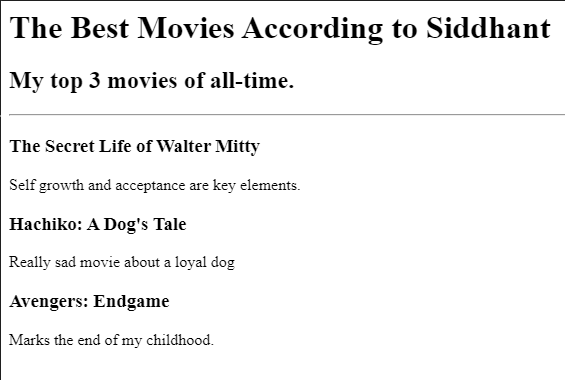 The Best Movies According to Siddhant
My top 3 movies of all-time.
The Secret Life of Walter Mitty
Self growth and acceptance are key elements.
Hachiko: A Dog's Tale
Really sad movie about a loyal dog
Avengers: Endgame
Marks the end of my childhood.